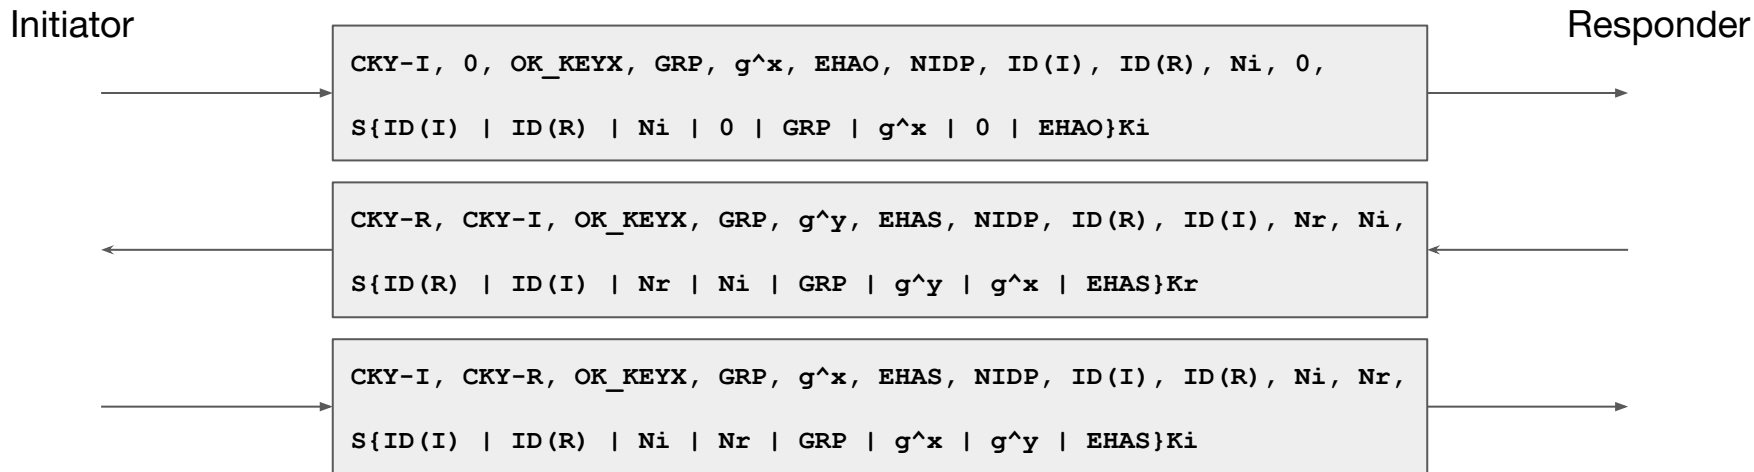 Initiator
Responder
CKY-I, 0, OK_KEYX, GRP, g^x, EHAO, NIDP, ID(I), ID(R), Ni, 0,
S{ID(I) | ID(R) | Ni | 0 | GRP | g^x | 0 | EHAO}Ki
CKY-R, CKY-I, OK_KEYX, GRP, g^y, EHAS, NIDP, ID(R), ID(I), Nr, Ni,
S{ID(R) | ID(I) | Nr | Ni | GRP | g^y | g^x | EHAS}Kr
CKY-I, CKY-R, OK_KEYX, GRP, g^x, EHAS, NIDP, ID(I), ID(R), Ni, Nr,
S{ID(I) | ID(R) | Ni | Nr | GRP | g^x | g^y | EHAS}Ki